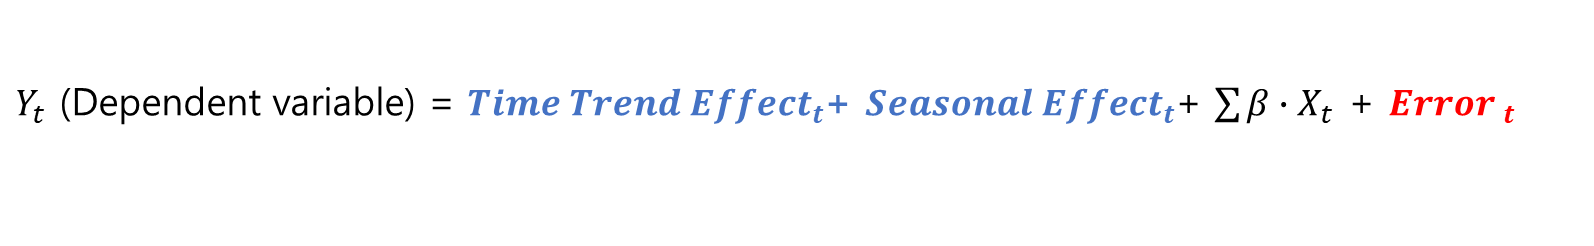 Yt (Dependent variable) = Time Trend Effectt+ Seasonal Effectt+ ∑β · Xt + Error t